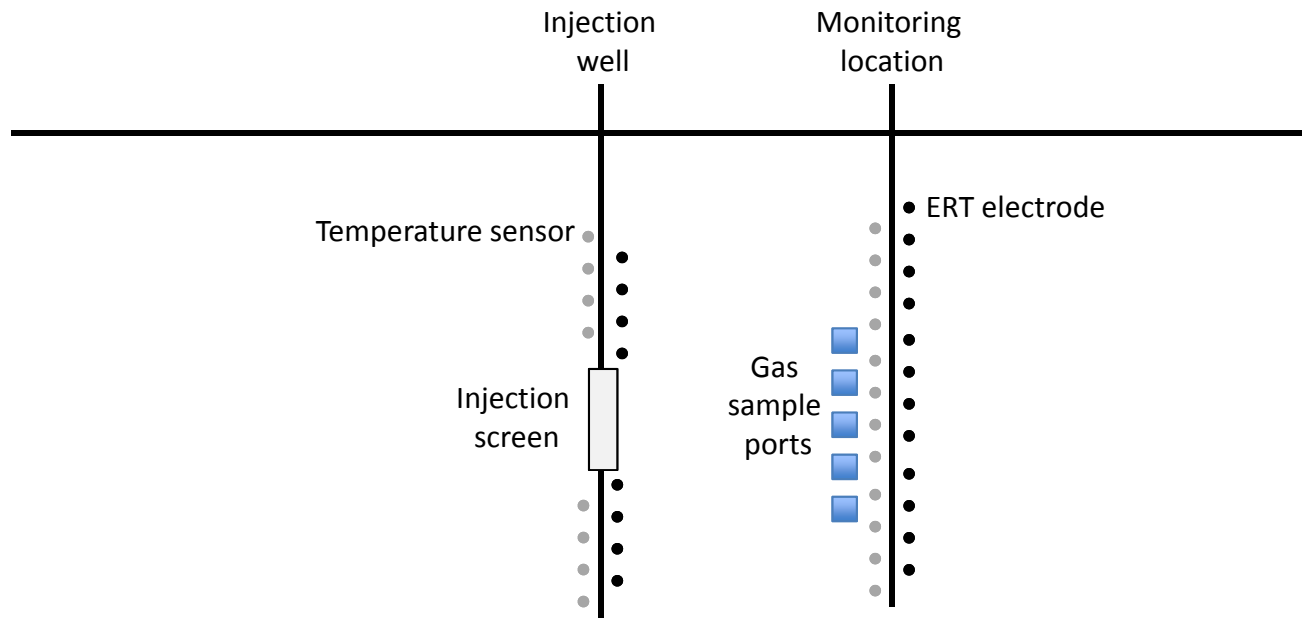 Injection
well
Monitoring
location
Temperature sensor
ERT electrode
Injection
screen
Gas
sample
ports